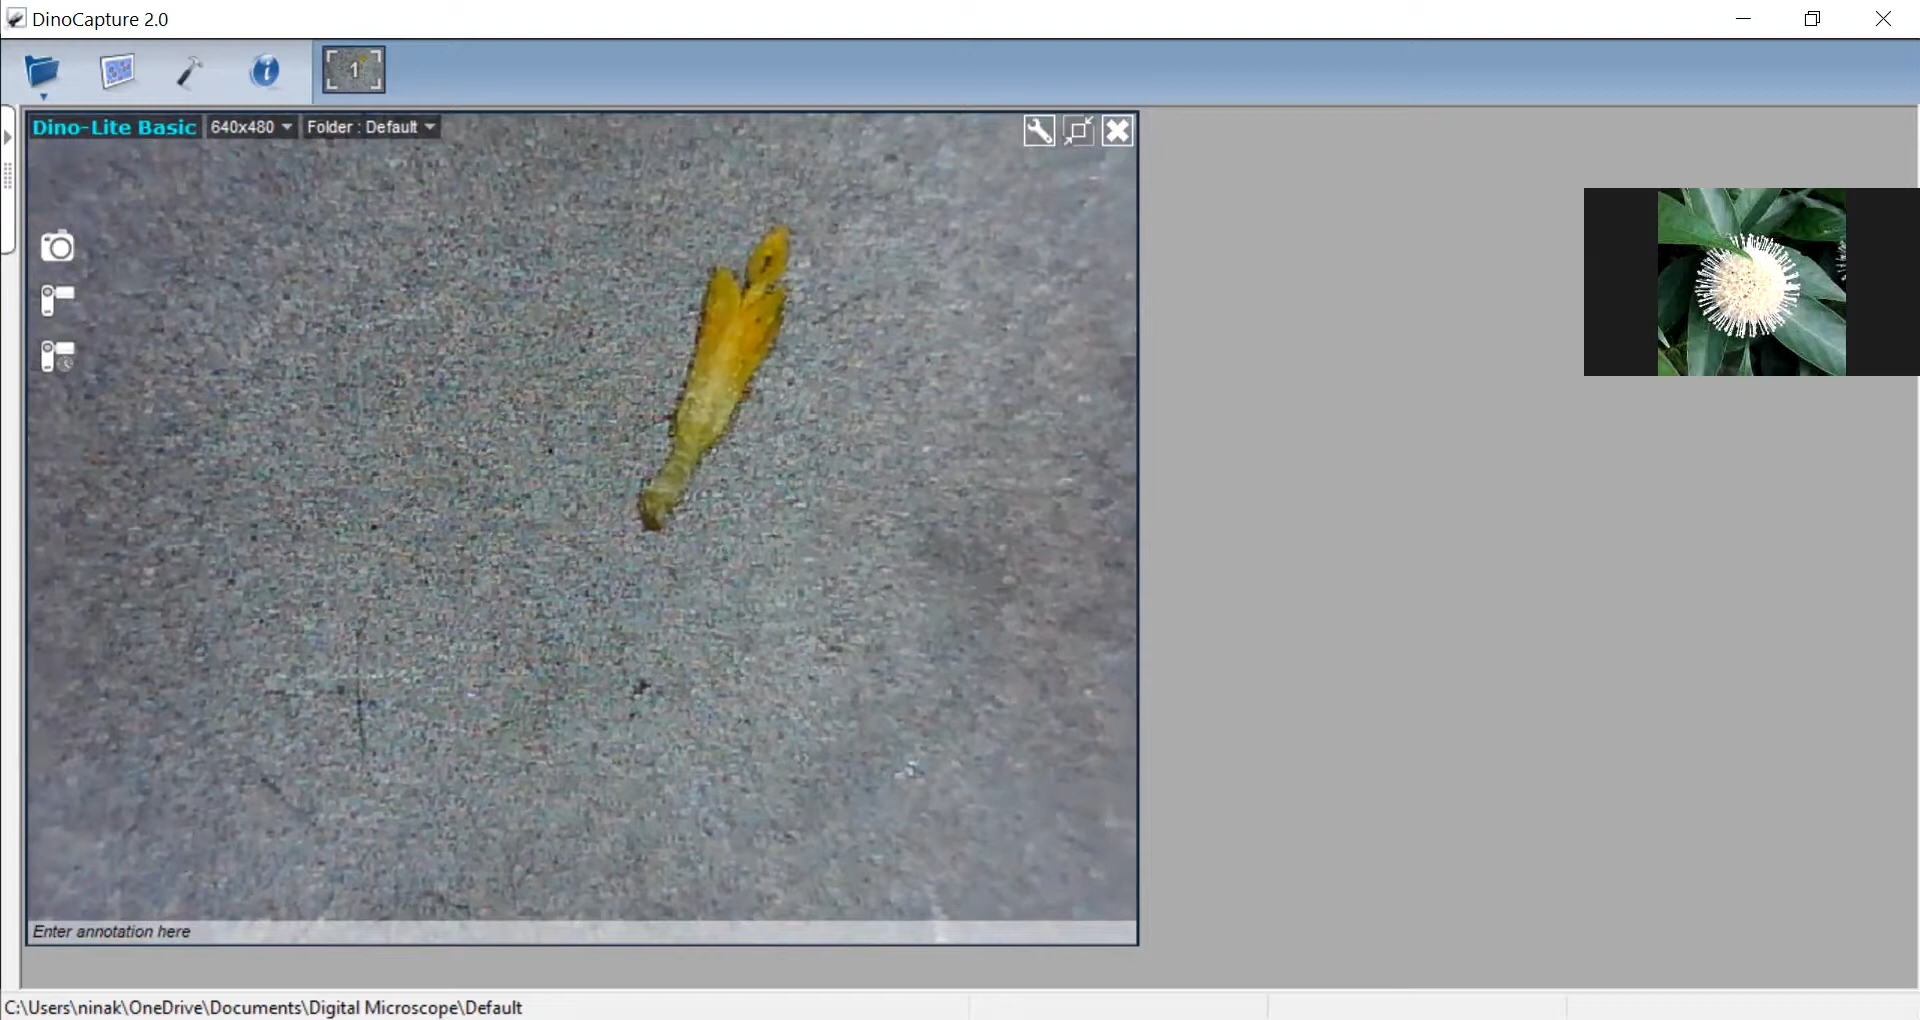 DinoCapture 2.0
1
Dino-Lite Basic 640x480 Folder : Default
Enter annotation here
C:\Users\ninak\OneDrive\Documents\Digital Microscope\Default